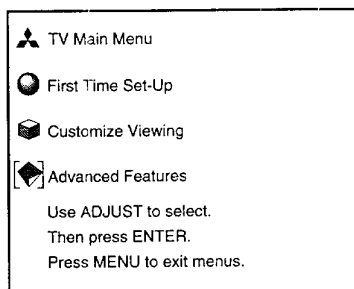 TV Main Menu
First Time Set-Up
Customize Viewing
Advanced Features
Use ADJUST to select.
Then press ENTER.
Press MENU to exit menus.